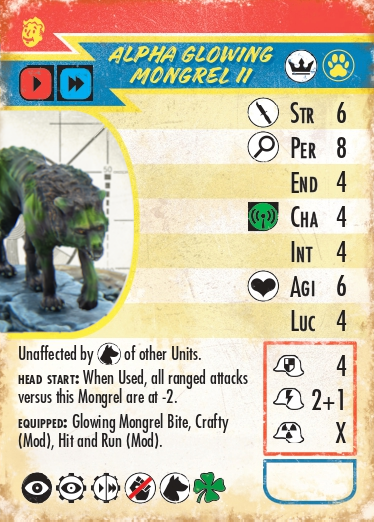 ALPHA GLOWING
MONGREL II
STR 6
PER 8
END 4
CHA 4
INT 4
AGI 6
LUC 4
Unaffected by of other Units.
HEAD START: When Used, all ranged attacks
versus this Mongrel are at -2.
EQUIPPED: Glowing Mongrel Bite, Crafty
(Mod), Hit and Run (Mod).
4
2+1
X